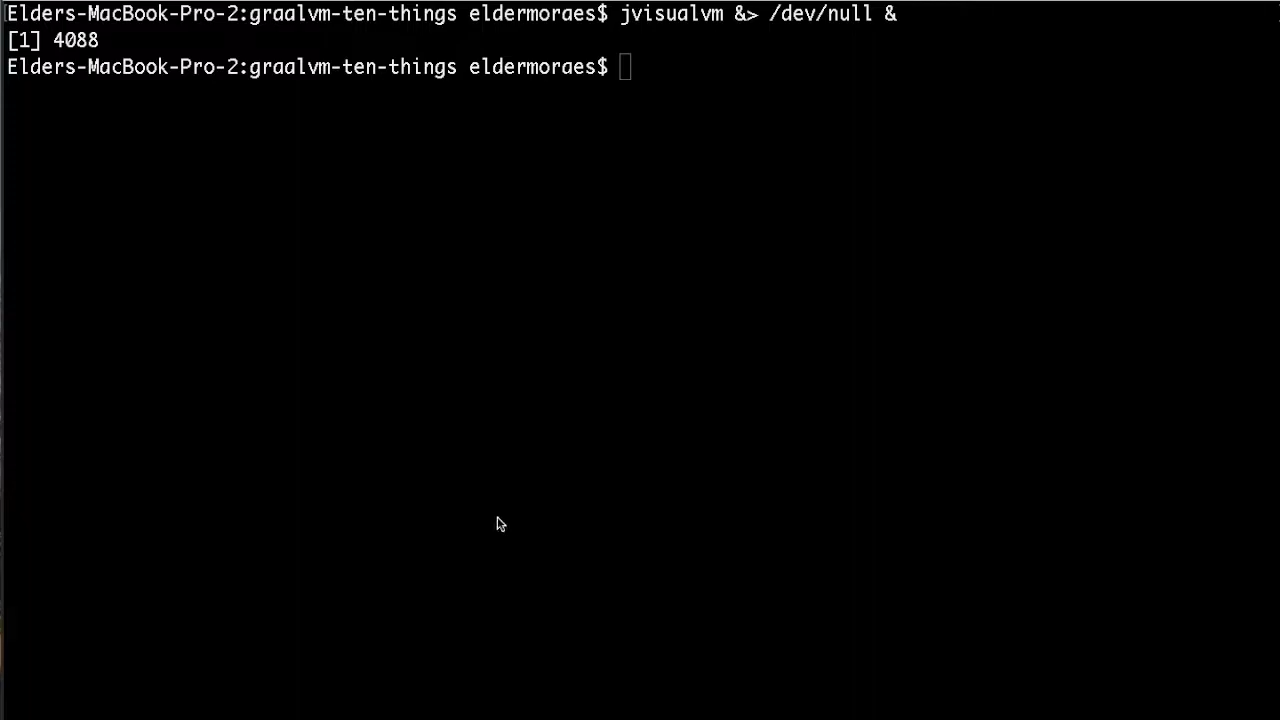 Elders-MacBook-Pro-2:graalvm-ten-things eldermoraes$ jvisualvm &> /dev/null &
[1] 4088
Elders-MacBook-Pro-2:graalvm-ten-things eldermoraes$